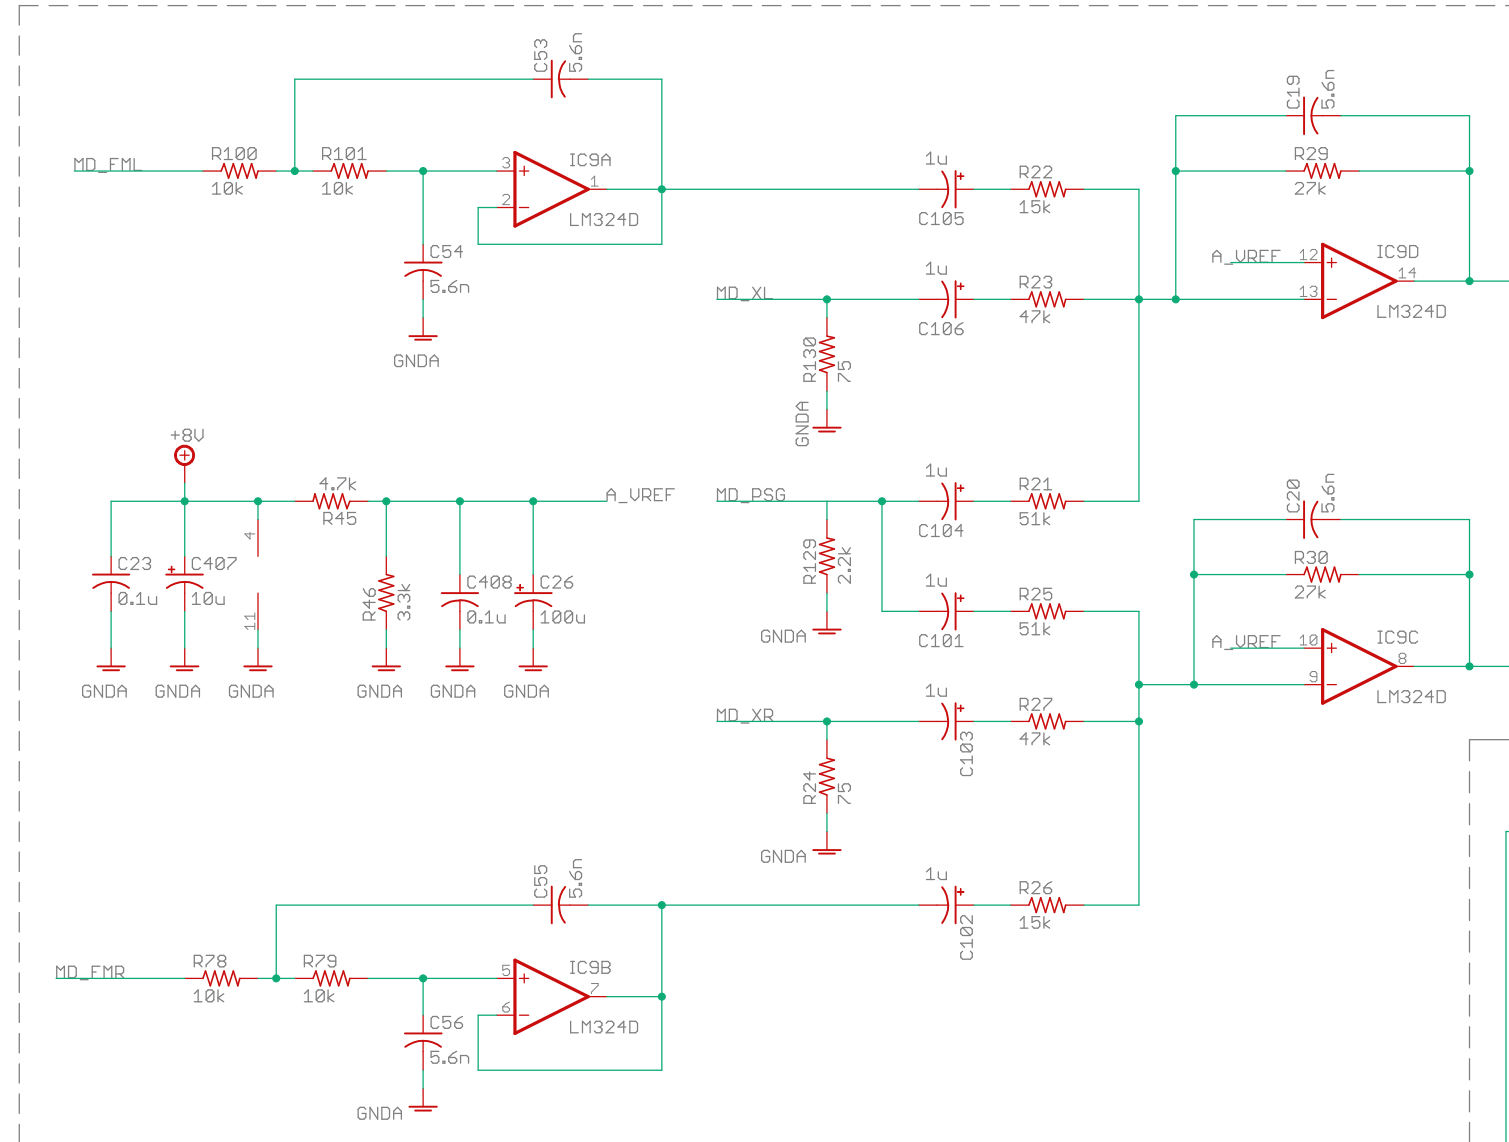 C53
5.6n
MD_FML
R100
10k
R101
10k
3
2
1
IC9A
LM324D
C54
5.6n
GNDA
1u
C105
R22
15k
C19
5.6n
R29
27k
A_VREF
12
13
14
IC9D
LM324D
MD_XL
1u
C106
R23
47k
R130
75
GNDA
+8V
4.7k
R45
A_VREF
4
11
C23
0.1u
C407
10u
R46
3.3k
C408
0.1u
C26
100u
GNDA
GNDA
GNDA
GNDA
GNDA
GNDA
MD_PSG
1u
C104
R21
51k
R129
2.2k
GNDA
1u
C101
R25
51k
C20
5.6n
R30
27k
A_VREF
10
9
8
IC9C
LM324D
MD_XR
1u
C103
R27
47k
R24
75
GNDA
C55
5.6n
1u
C102
R26
15k
MD_FMR
R78
10k
R79
10k
5
6
7
IC9B
LM324D
C56
5.6n
GNDA